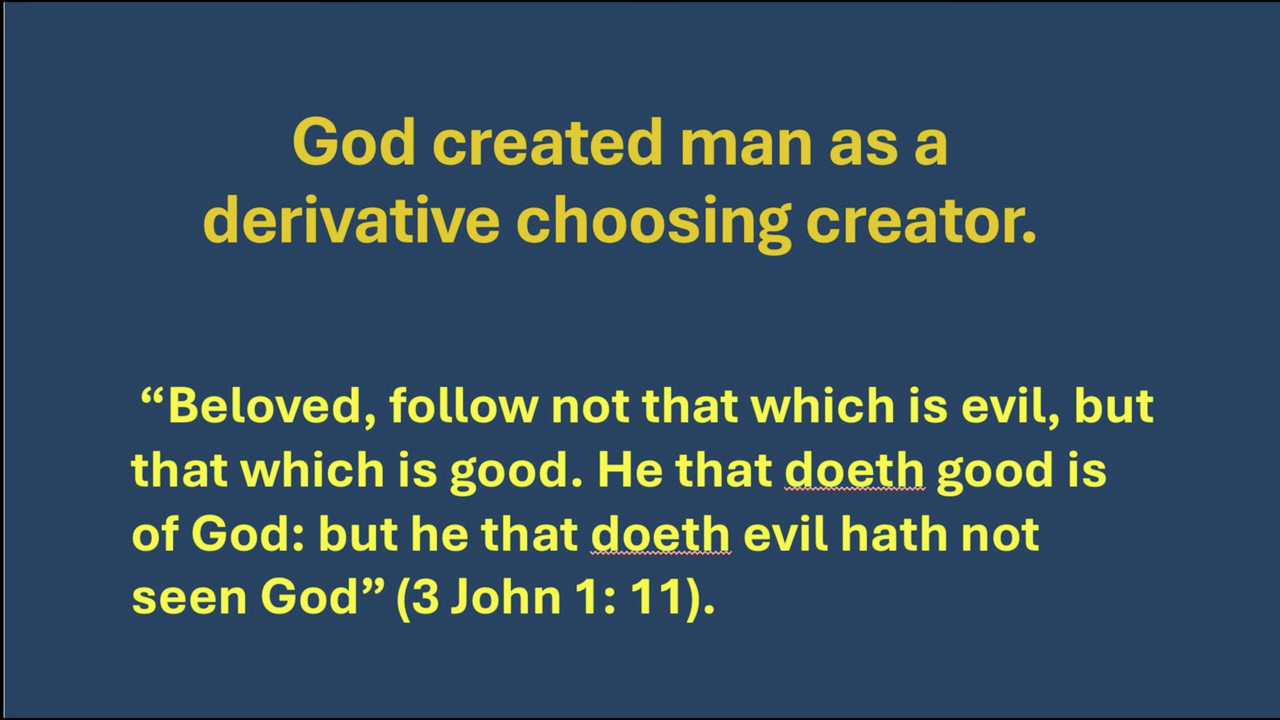 God created man as a
derivative choosing creator.
“Beloved, follow not that which is evil, but
that which is good. He that doeth good is
of God: but he that doeth evil hath not
seen God” (3 John 1: 11).